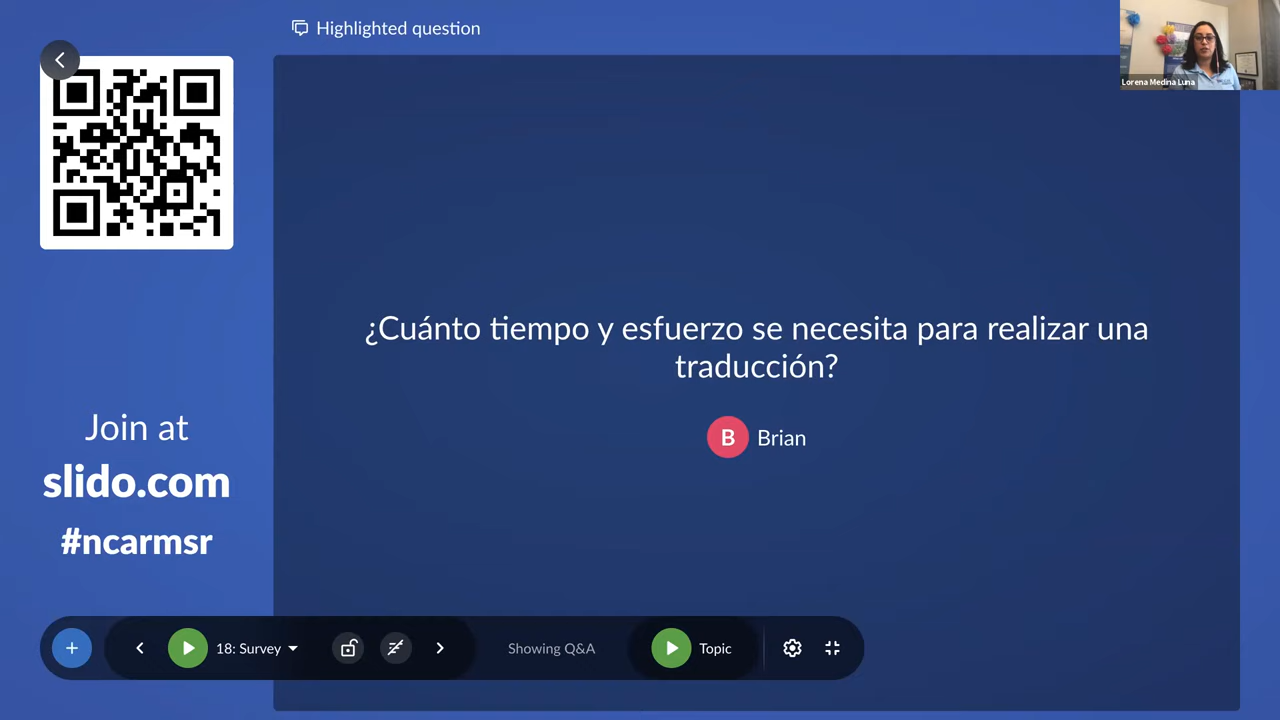 Highlighted question
Lorena Medina Luna
¿Cuánto tiempo y esfuerzo se necesita para realizar una
traducción?
B Brian
Join at
slido.com
#ncarmsr
18: Survey
Showing Q&A
Topic